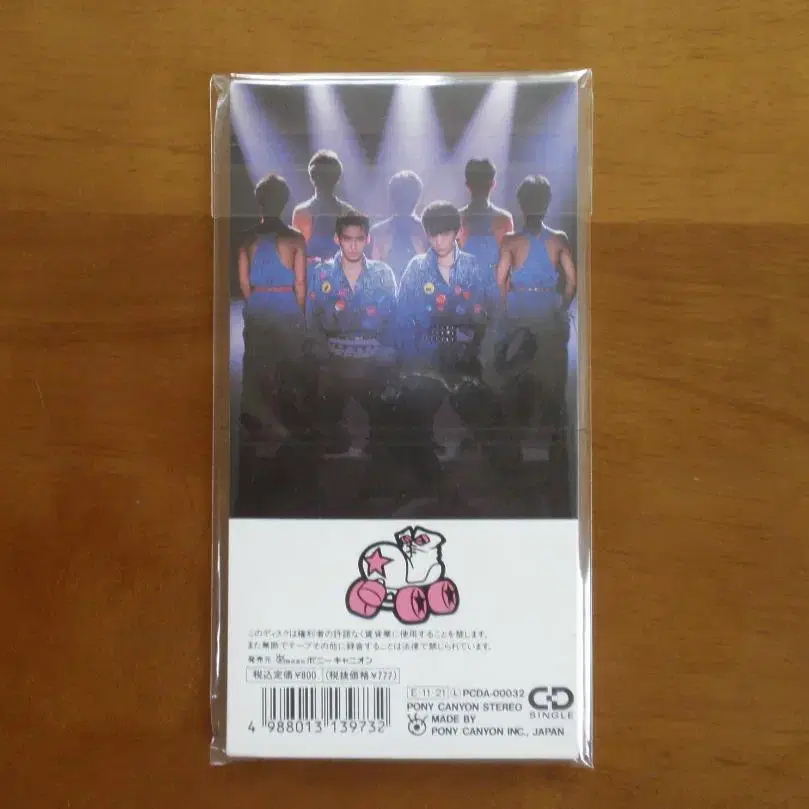 このディスクは権利者の許諾なく賃貸業に使用することを禁じます。
また無断でテープその他に録音することは法律で禁じられています。
発売元 株式会社ポニーキャニオン
税込定価¥800 (税抜価格¥777)
E 11・21 L PCDA-00032
PONY CANYON STEREO
MADE BY
PONY CANYON INC., JAPAN
CD
SINGLE
4 988013 139732